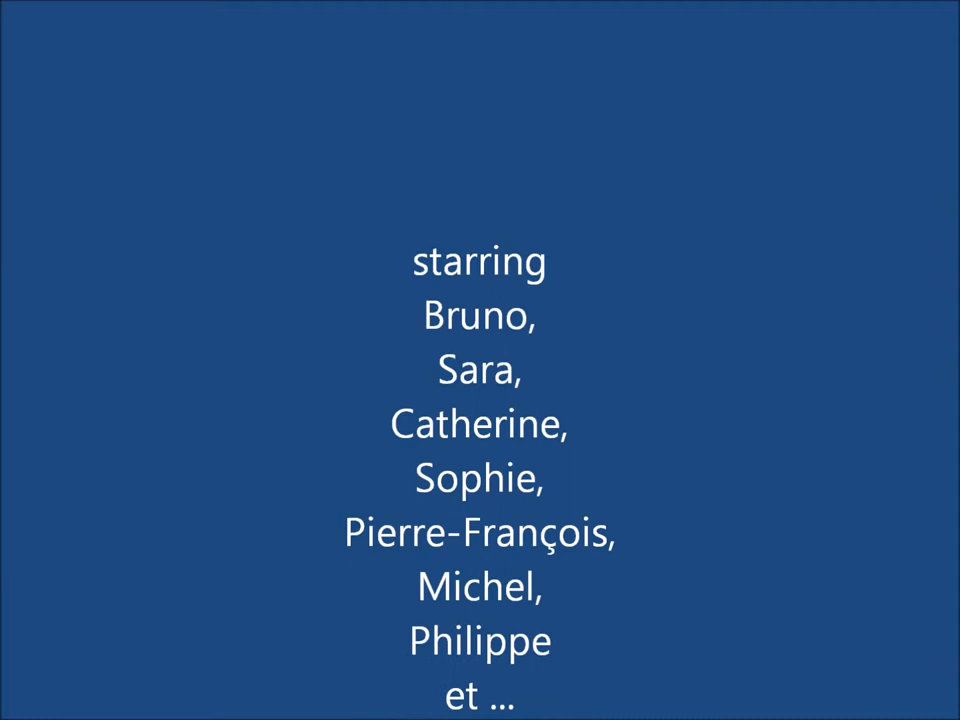 starring
Bruno,
Sara,
Catherine,
Sophie,
Pierre-François,
Michel,
Philippe
et ...